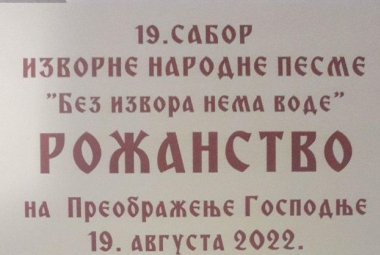 19.САБОР
ИЗВОРНЕ НАРОДНЕ ПЕСМЕ
"Без извора нема воде"
РОЖАНСТВО
на Преображење Господње
19. августа 2022.